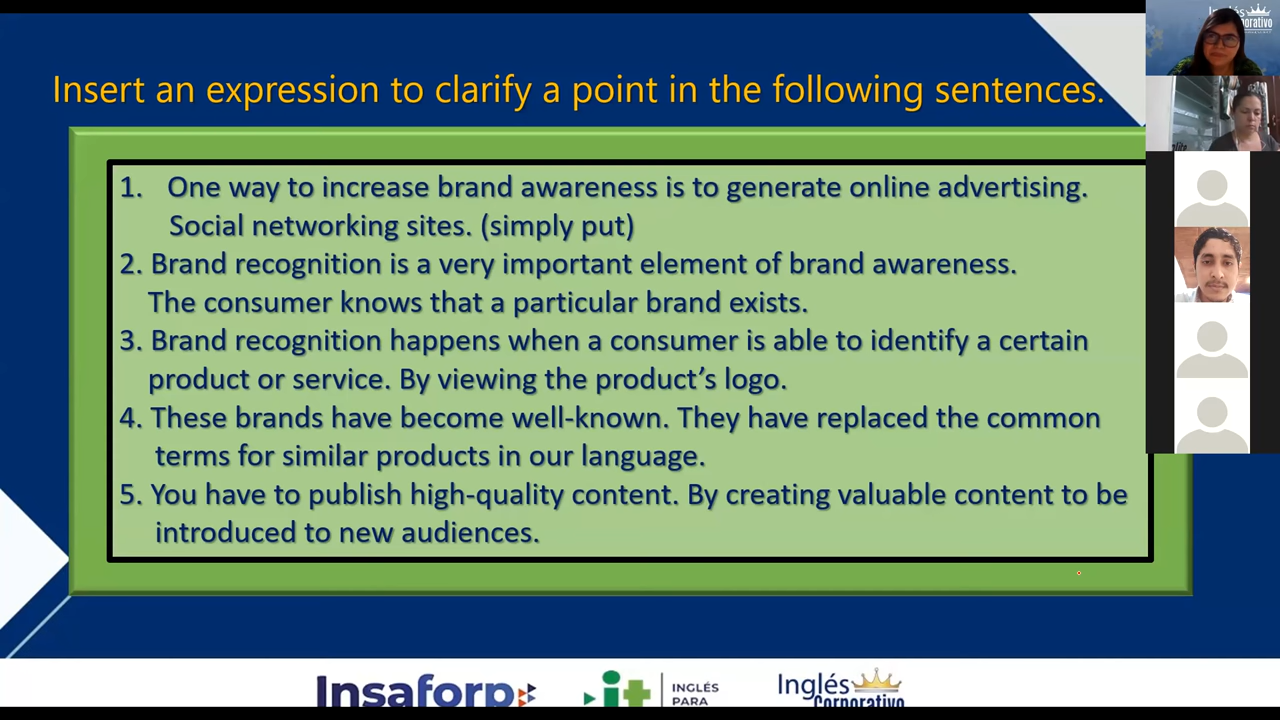 Insert an expression to clarify a point in the following sentences.
1. One way to increase brand awareness is to generate online advertising.
Social networking sites. (simply put)
2. Brand recognition is a very important element of brand awareness.
The consumer knows that a particular brand exists.
3. Brand recognition happens when a consumer is able to identify a certain
product or service. By viewing the product’s logo.
4. These brands have become well-known. They have replaced the common
terms for similar products in our language.
5. You have to publish high-quality content. By creating valuable content to be
introduced to new audiences.
Insaforp
it
INGLÉS
PARA
Inglés
Corporativo